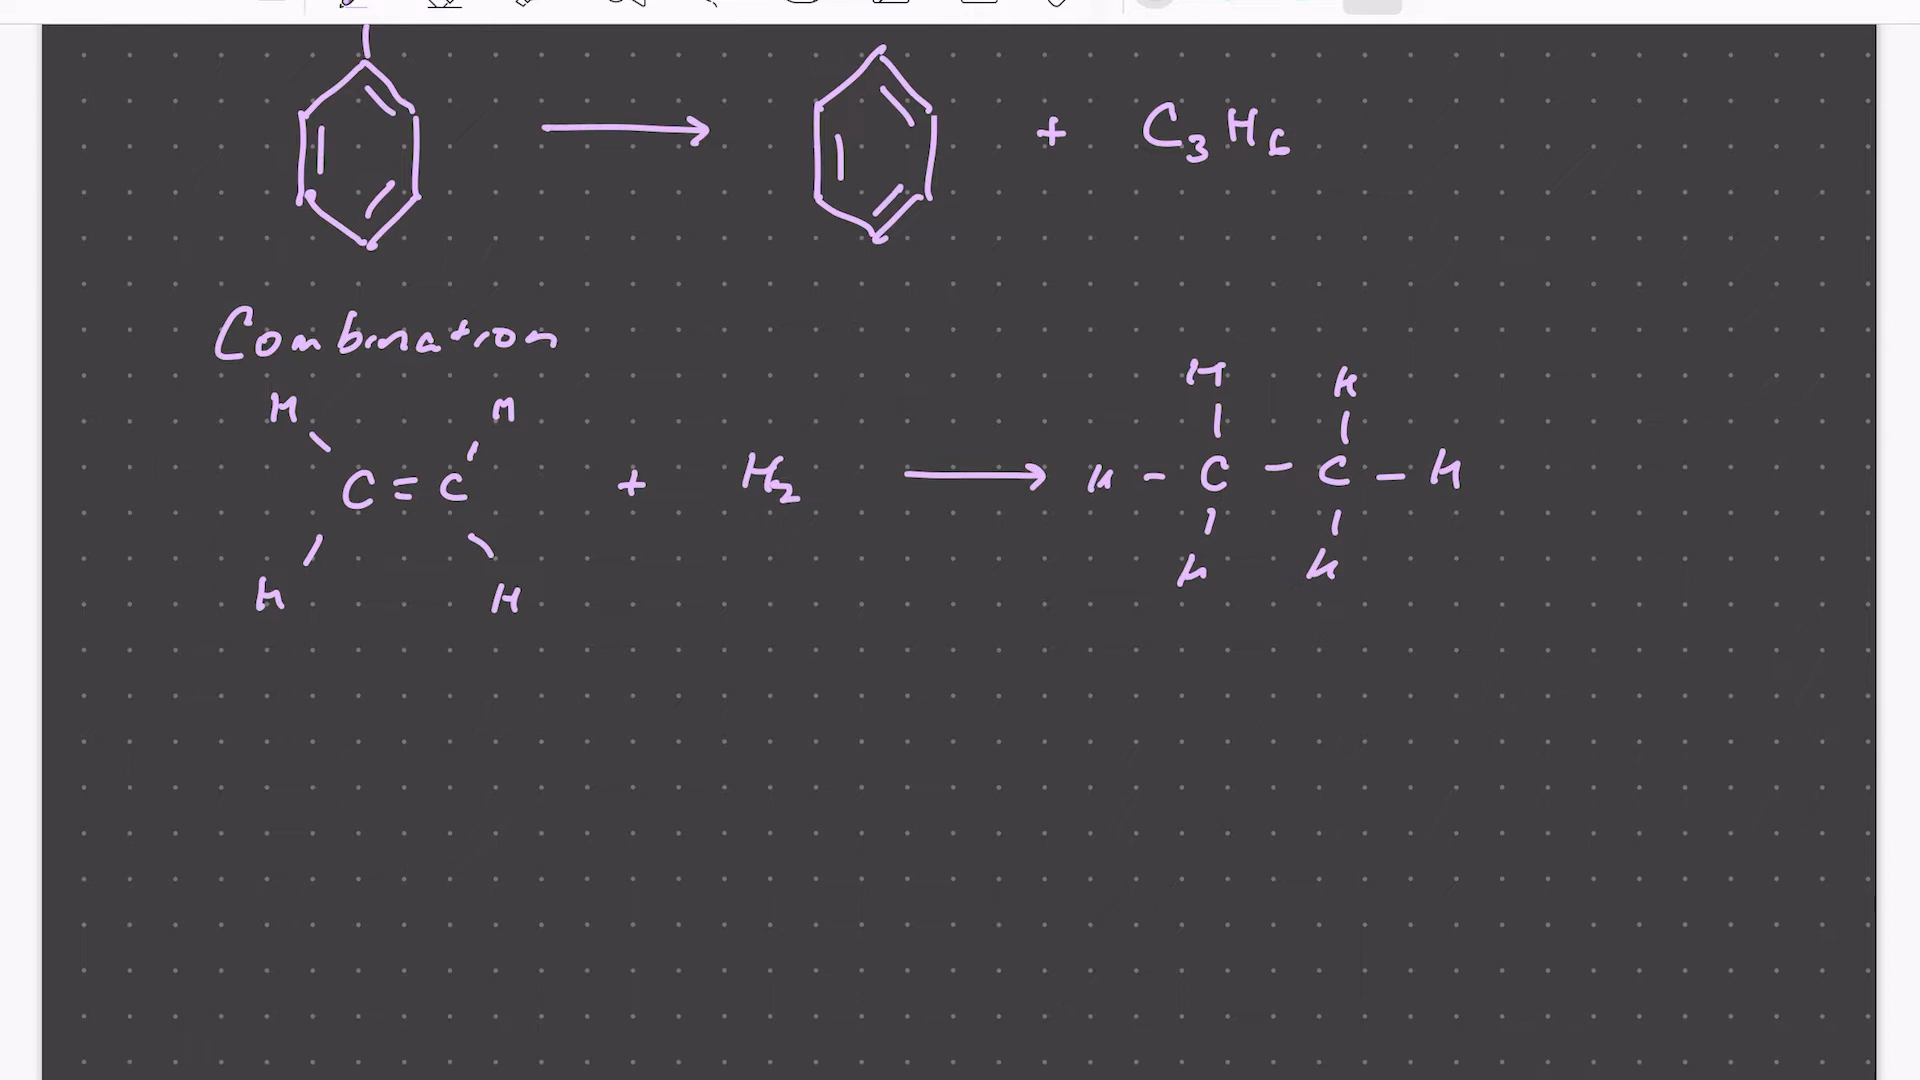 + C₃H₆
Combination
H H H H
C = C + H₂ ⟶ H - C - C - H
H H H H